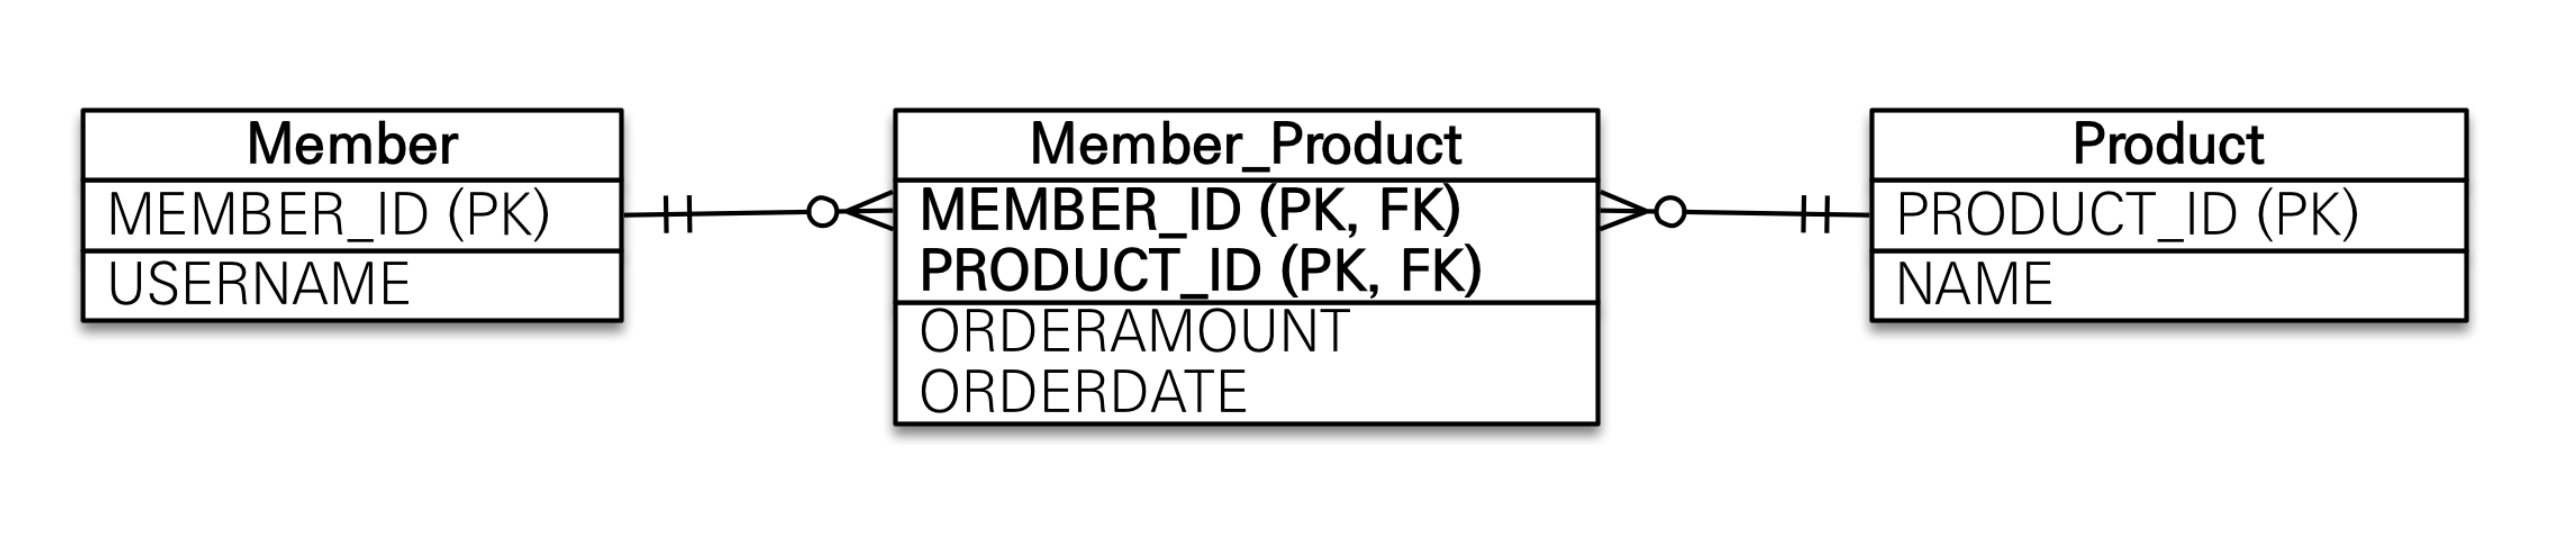 Member
MEMBER_ID (PK)
USERNAME
Member_Product
MEMBER_ID (PK, FK)
PRODUCT_ID (PK, FK)
ORDERAMOUNT
ORDERDATE
Product
PRODUCT_ID (PK)
NAME